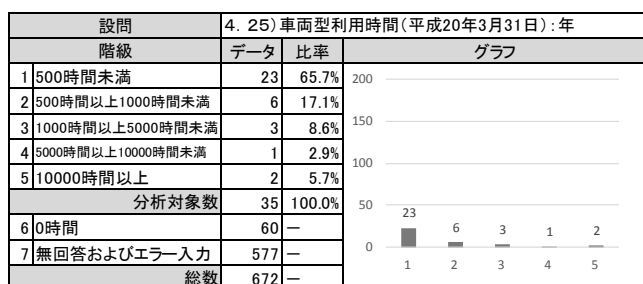 設問 4．25）車両型利用時間（平成20年3月31日）：年
階級 データ 比率 グラフ
1 500時間未満 23 65.7%
2 500時間以上1000時間未満 6 17.1%
3 1000時間以上5000時間未満 3 8.6%
4 5000時間以上10000時間未満 1 2.9%
5 10000時間以上 2 5.7%
分析対象数 35 100.0%
6 0時間 60 －
7 無回答およびエラー入力 577 －
総数 672 －
200
150
100
50
0
23 6 3 1 2
1 2 3 4 5